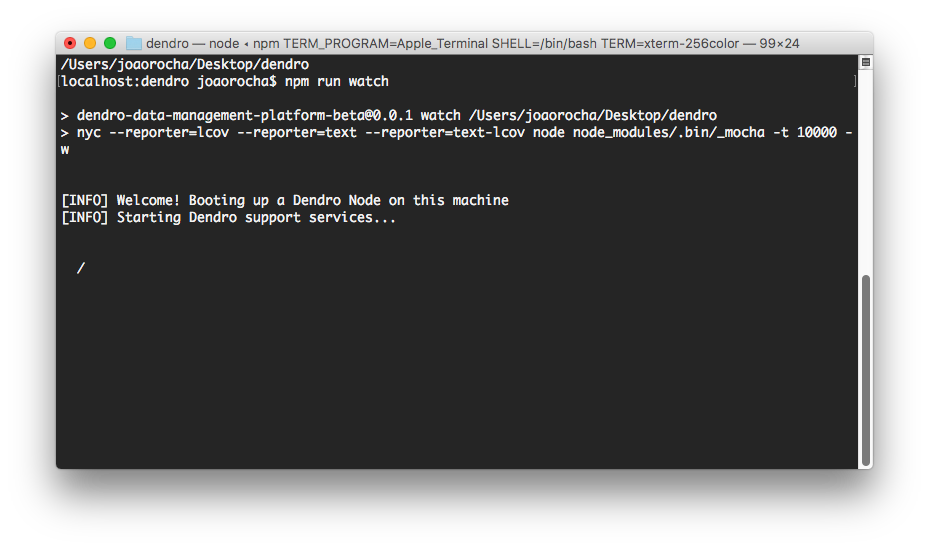 dendro — node ◂ npm TERM_PROGRAM=Apple_Terminal SHELL=/bin/bash TERM=xterm-256color — 99×24
/Users/joaorocha/Desktop/dendro
[localhost:dendro joaorocha$ npm run watch ]
> dendro-data-management-platform-beta@0.0.1 watch /Users/joaorocha/Desktop/dendro
> nyc --reporter=lcov --reporter=text --reporter=text-lcov node node_modules/.bin/_mocha -t 10000 -
w
[INFO] Welcome! Booting up a Dendro Node on this machine
[INFO] Starting Dendro support services...
/